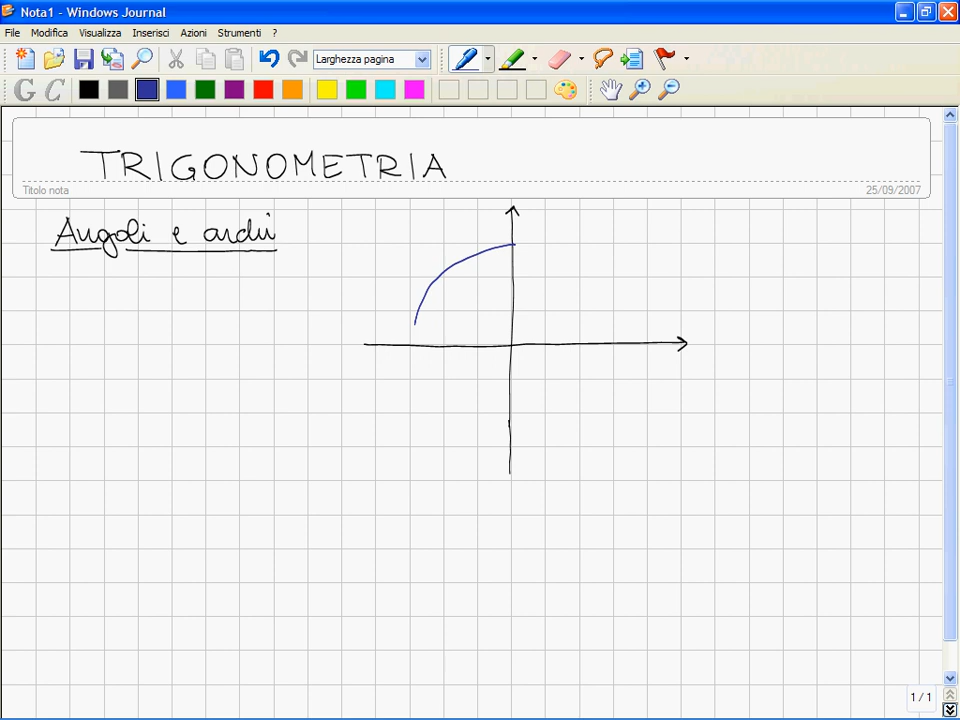 Nota1 - Windows Journal
File Modifica Visualizza Inserisci Azioni Strumenti ?
Larghezza pagina
G C
TRIGONOMETRIA
Titolo nota 25/09/2007
Angoli e archi
1 / 1